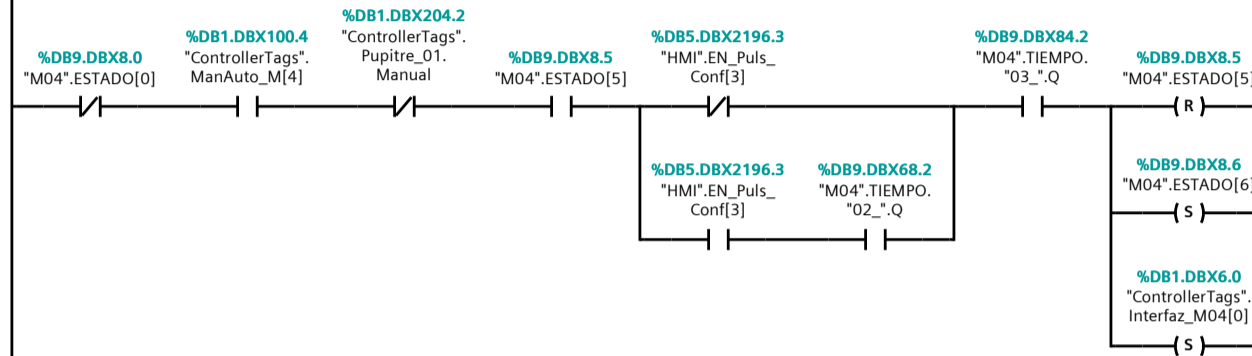 %DB9.DBX8.0
"M04".ESTADO[0]
%DB1.DBX100.4
"ControllerTags".
ManAuto_M[4]
%DB1.DBX204.2
"ControllerTags".
Pupitre_01.
Manual
%DB9.DBX8.5
"M04".ESTADO[5]
%DB5.DBX2196.3
"HMI".EN_Puls_
Conf[3]
%DB9.DBX84.2
"M04".TIEMPO.
"03_".Q
%DB9.DBX8.5
"M04".ESTADO[5]
R
%DB5.DBX2196.3
"HMI".EN_Puls_
Conf[3]
%DB9.DBX68.2
"M04".TIEMPO.
"02_".Q
%DB9.DBX8.6
"M04".ESTADO[6]
S
%DB1.DBX6.0
"ControllerTags".
Interfaz_M04[0]
S